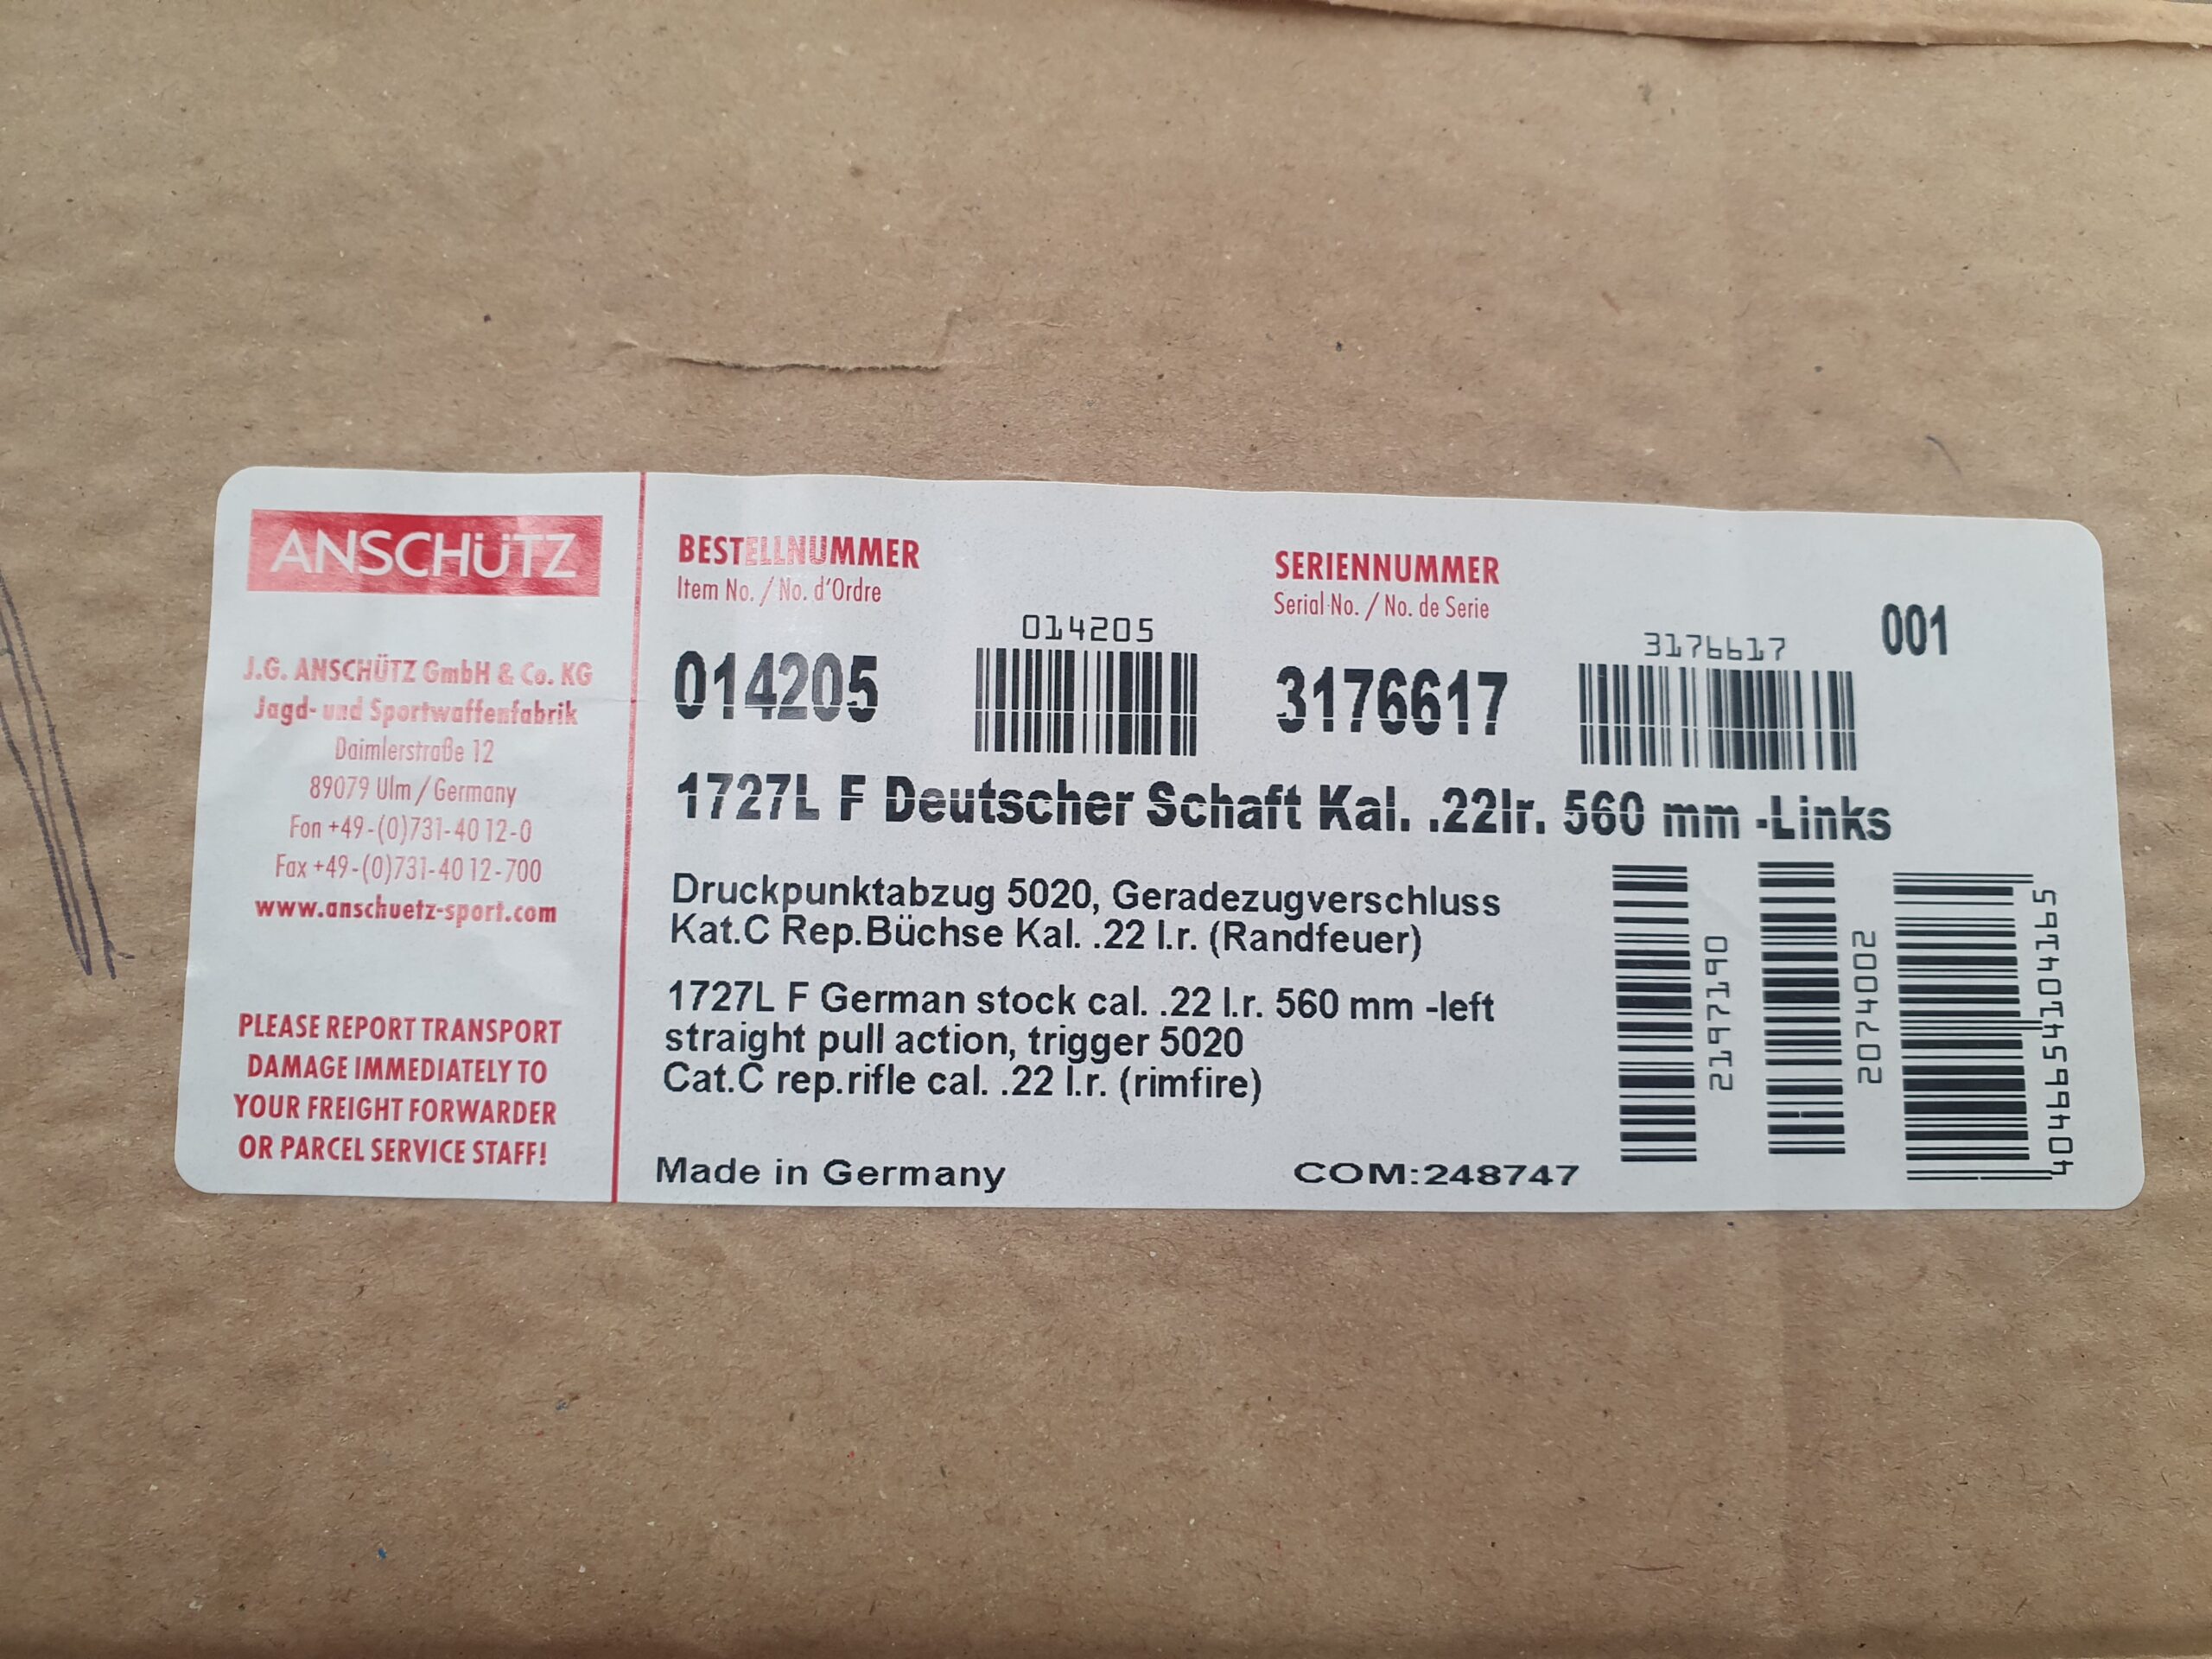 ANSCHÜTZ
J.G. ANSCHÜTZ GmbH & Co. KG
Jagd- und Sportwaffenfabrik
Daimlerstraße 12
89079 Ulm / Germany
Fon +49-(0)731-40 12-0
Fax +49-(0)731-40 12-700
www.anschuetz-sport.com
PLEASE REPORT TRANSPORT
DAMAGE IMMEDIATELY TO
YOUR FREIGHT FORWARDER
OR PARCEL SERVICE STAFF!
BESTELLNUMMER
Item No. / No. d'Ordre
014205
014205
SERIENNUMMER
Serial No. / No. de Serie
3176617
3176617
001
1727L F Deutscher Schaft Kal. .22lr. 560 mm -Links
Druckpunktabzug 5020, Geradezugverschluss
Kat.C Rep.Büchse Kal. .22 l.r. (Randfeuer)
1727L F German stock cal. .22 l.r. 560 mm -left
straight pull action, trigger 5020
Cat.C rep.rifle cal. .22 l.r. (rimfire)
Made in Germany
COM:248747
2197190
2074002
4049954104195